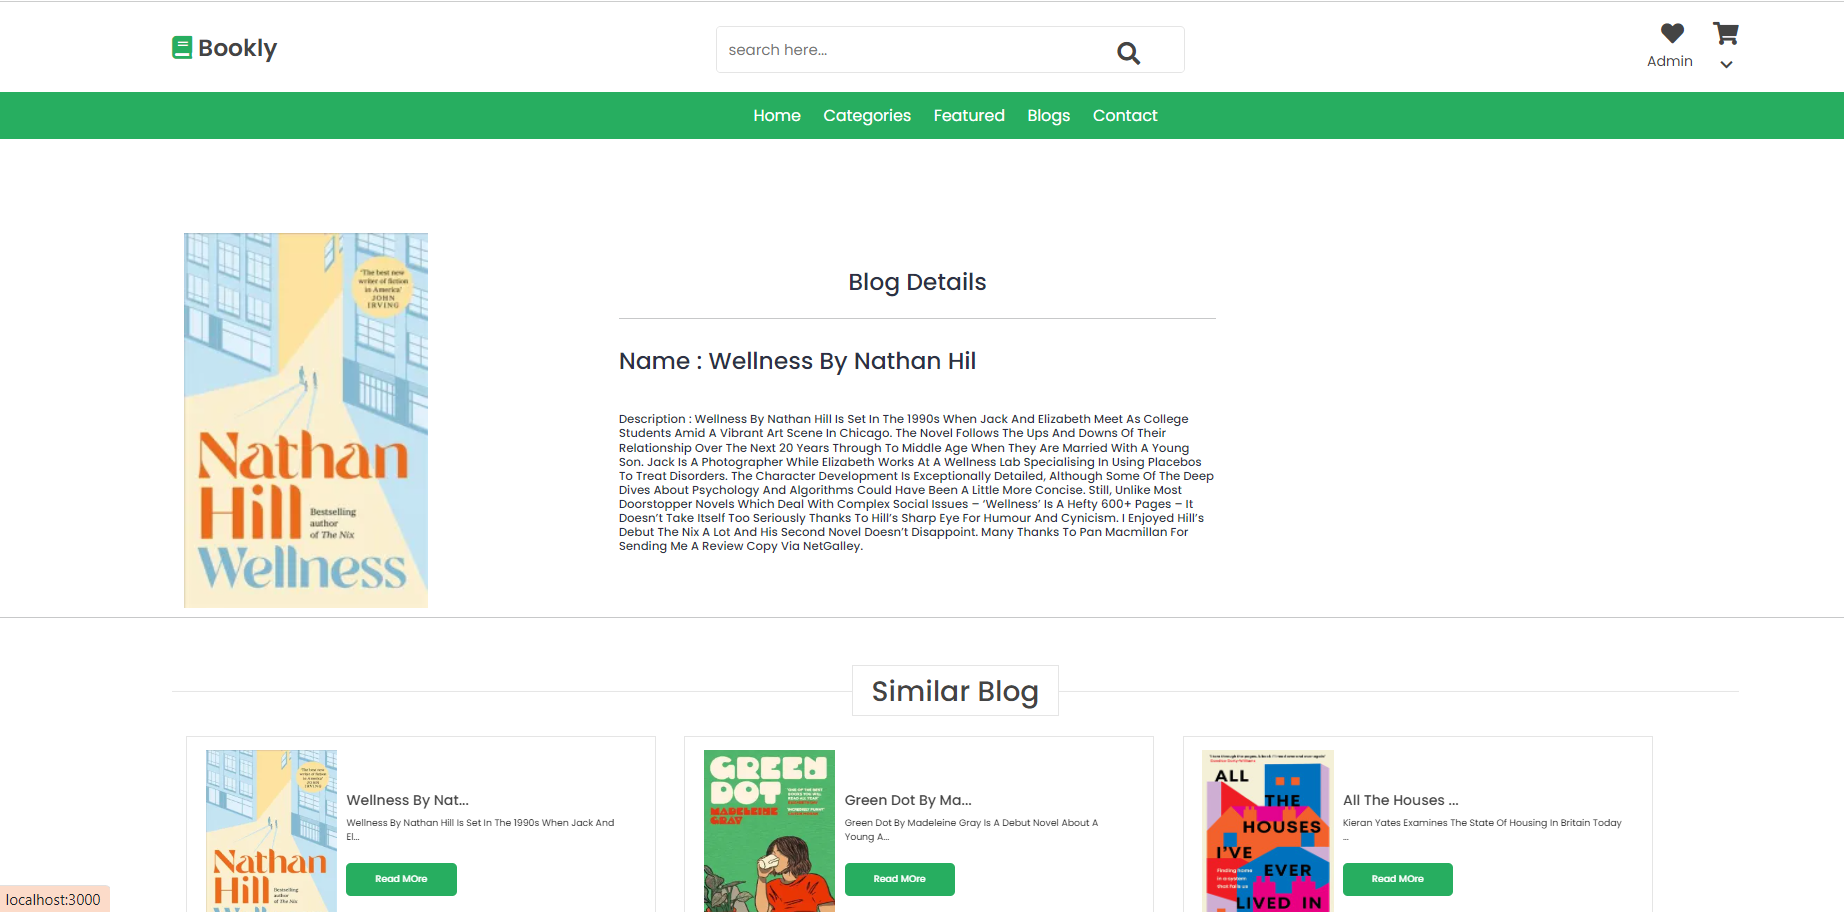 Bookly
search here...
Admin
Home Categories Featured Blogs Contact
'The best new
writer of fiction
in America'
JOHN
IRVING
Nathan
Hill
Bestselling
author
of The Nix
Wellness
Blog Details
Name : Wellness By Nathan Hil
Description : Wellness By Nathan Hill Is Set In The 1990s When Jack And Elizabeth Meet As College
Students Amid A Vibrant Art Scene In Chicago. The Novel Follows The Ups And Downs Of Their
Relationship Over The Next 20 Years Through To Middle Age When They Are Married With A Young
Son. Jack Is A Photographer While Elizabeth Works At A Wellness Lab Specialising In Using Placebos
To Treat Disorders. The Character Development Is Exceptionally Detailed, Although Some Of The Deep
Dives About Psychology And Algorithms Could Have Been A Little More Concise. Still, Unlike Most
Doorstopper Novels Which Deal With Complex Social Issues – ‘Wellness’ Is A Hefty 600+ Pages – It
Doesn’t Take Itself Too Seriously Thanks To Hill’s Sharp Eye For Humour And Cynicism. I Enjoyed Hill’s
Debut The Nix A Lot And His Second Novel Doesn’t Disappoint. Many Thanks To Pan Macmillan For
Sending Me A Review Copy Via NetGalley.
Similar Blog
Nathan
Hill
Bestselling
author
of The Nix
Wellness By Nat...
Wellness By Nathan Hill Is Set In The 1990s When Jack And
El...
Read MOre
GREEN
DOT
MADELEINE
GRAY
Green Dot By Ma...
Green Dot By Madeleine Gray Is A Debut Novel About A
Young A...
Read MOre
ALL
THE
HOUSES
I'VE
EVER
LIVED IN
Finding home
in a system
that fails us
All The Houses ...
Kieran Yates Examines The State Of Housing In Britain Today
...
Read MOre
localhost:3000